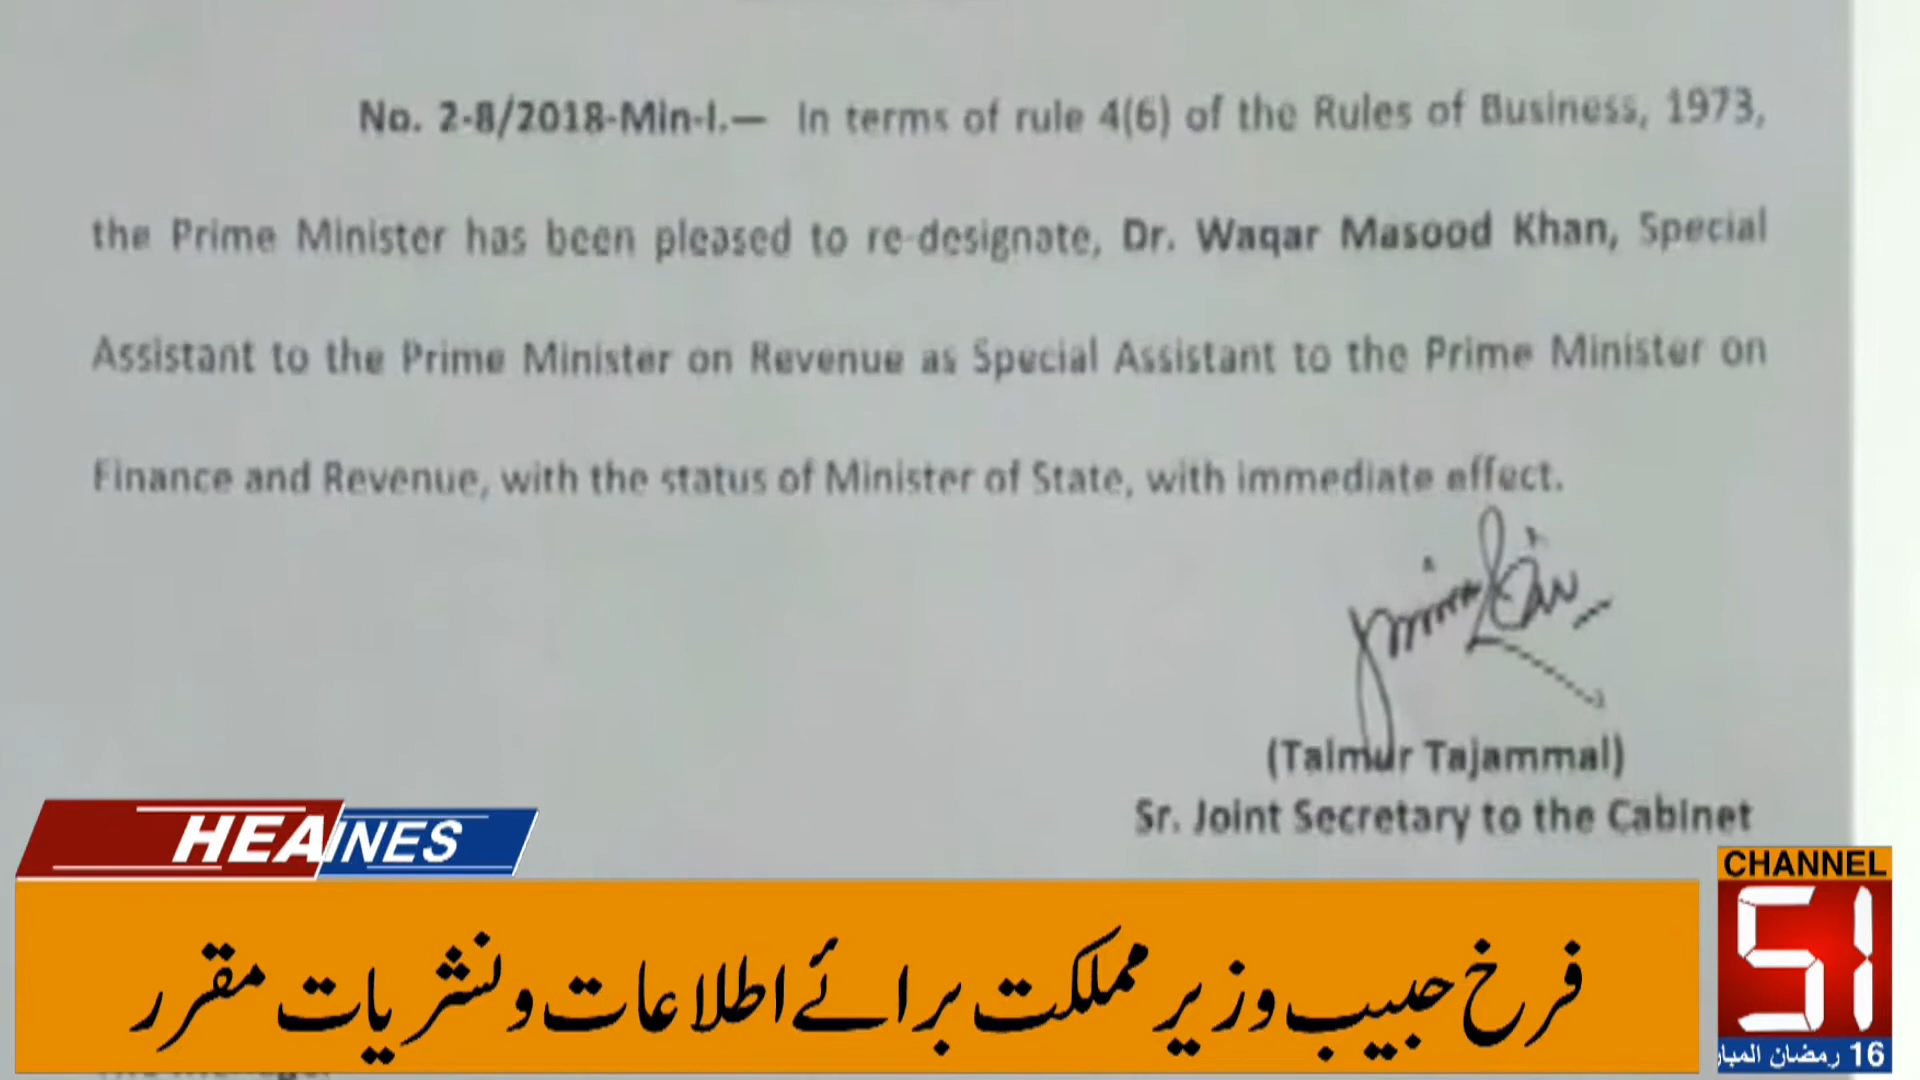 No. 2-8/2018-Min-I.— In terms of rule 4(6) of the Rules of Business, 1973,
the Prime Minister has been pleased to re-designate, Dr. Waqar Masood Khan, Special
Assistant to the Prime Minister on Revenue as Special Assistant to the Prime Minister on
Finance and Revenue, with the status of Minister of State, with immediate effect.
(Taimur Tajammal)
Sr. Joint Secretary to the Cabinet
HEA INES
CHANNEL
51
فرخ حبیب وزیر مملکت برائے اطلاعات و نشریات مقرر
16 رمضان المبار